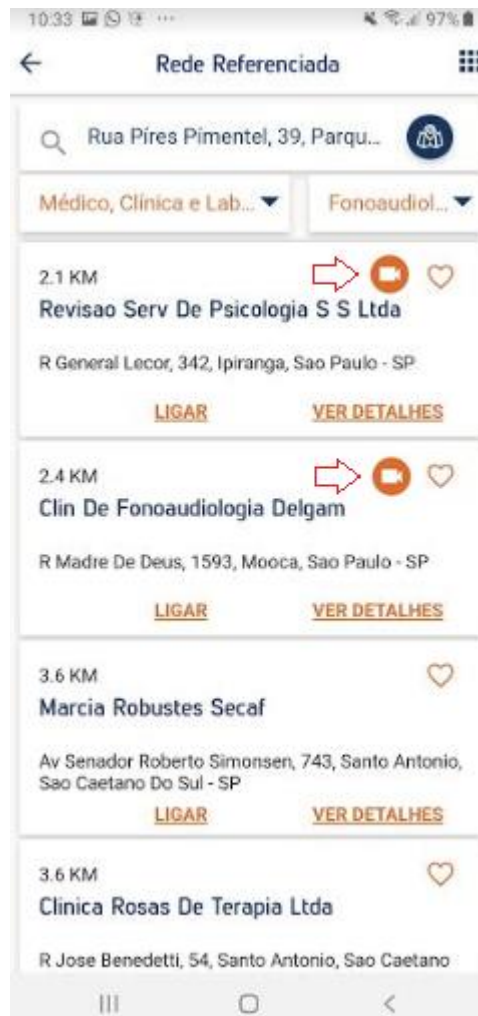 10:33 ... 97%
Rede Referenciada
Rua Píres Pimentel, 39, Parqu...
Médico, Clínica e Lab... Fonoaudiol...
2.1 KM
Revisao Serv De Psicologia S S Ltda
R General Lecor, 342, Ipiranga, Sao Paulo - SP
LIGAR VER DETALHES
2.4 KM
Clin De Fonoaudiologia Delgam
R Madre De Deus, 1593, Mooca, Sao Paulo - SP
LIGAR VER DETALHES
3.6 KM
Marcia Robustes Secaf
Av Senador Roberto Simonsen, 743, Santo Antonio,
Sao Caetano Do Sul - SP
LIGAR VER DETALHES
3.6 KM
Clinica Rosas De Terapia Ltda
R Jose Benedetti, 54, Santo Antonio, Sao Caetano